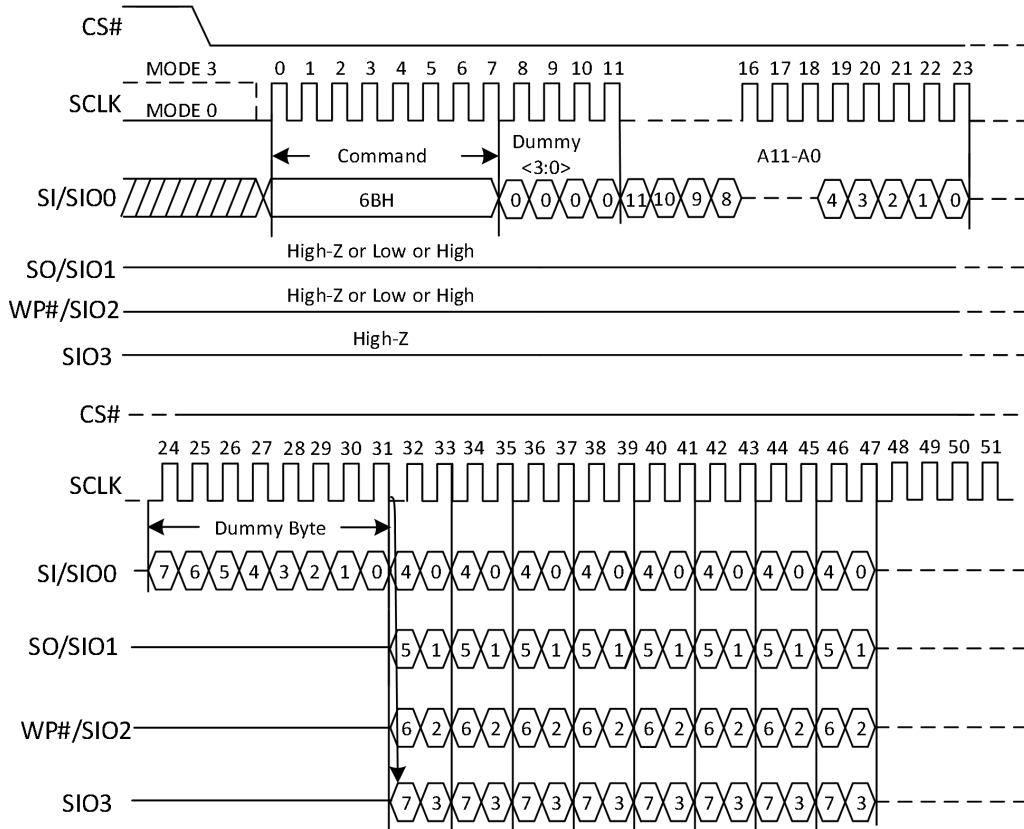 CS#
MODE 3
0 1 2 3 4 5 6 7 8 9 10 11 16 17 18 19 20 21 22 23
SCLK
MODE 0
Command
Dummy
<3:0>
A11-A0
SI/SIO0
6BH
0 0 0 0 11 10 9 8 4 3 2 1 0
High-Z or Low or High
SO/SIO1
High-Z or Low or High
WP#/SIO2
High-Z
SIO3
CS#
24 25 26 27 28 29 30 31 32 33 34 35 36 37 38 39 40 41 42 43 44 45 46 47 48 49 50 51
SCLK
Dummy Byte
SI/SIO0 7 6 5 4 3 2 1 0 4 0 4 0 4 0 4 0 4 0 4 0 4 0 4 0
SO/SIO1 5 1 5 1 5 1 5 1 5 1 5 1 5 1 5 1
WP#/SIO2 6 2 6 2 6 2 6 2 6 2 6 2 6 2 6 2
SIO3 7 3 7 3 7 3 7 3 7 3 7 3 7 3 7 3